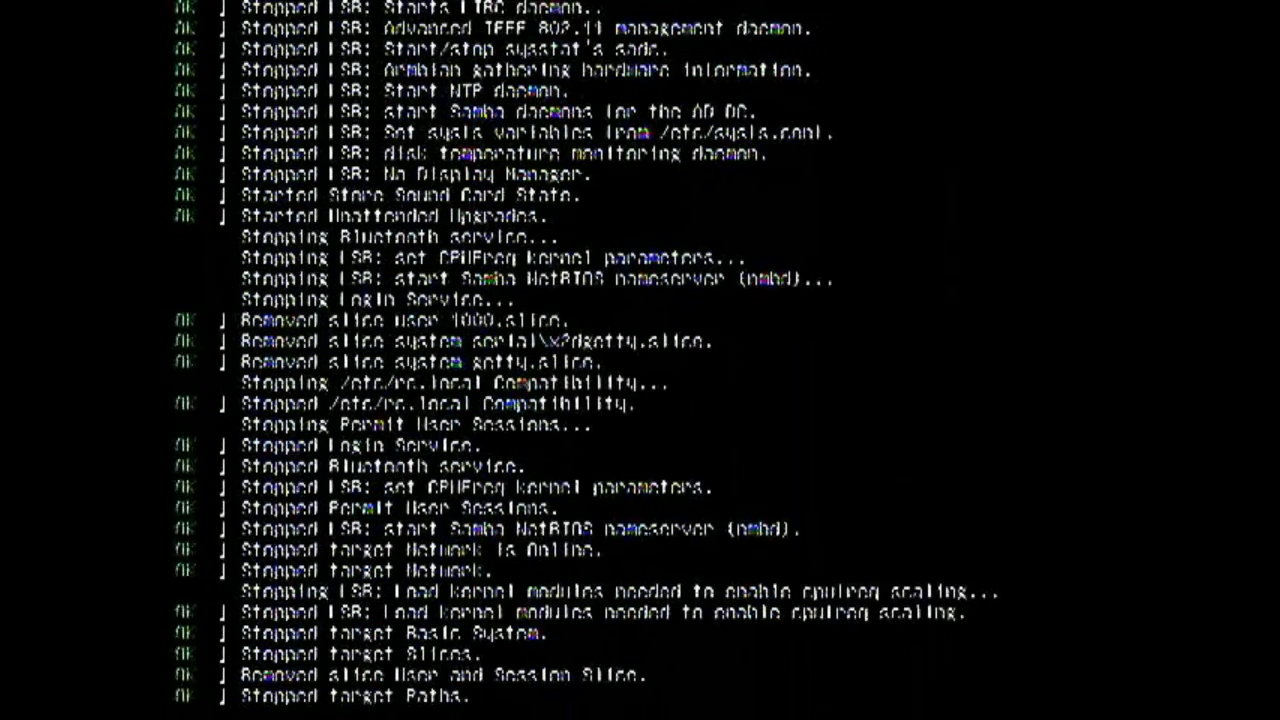 OK ] Stopped LSB: Starts LIRC daemon..
OK ] Stopped LSB: Advanced IEEE 802.11 management daemon.
OK ] Stopped LSB: Start/stop sysstat's sadc.
OK ] Stopped LSB: Armbian gathering hardware information.
OK ] Stopped LSB: Start NTP daemon.
OK ] Stopped LSB: start Samba daemons for the AD DC.
OK ] Stopped LSB: Set sysfs variables from /etc/sysfs.conf.
OK ] Stopped LSB: disk temperature monitoring daemon.
OK ] Stopped LSB: No Display Manager.
OK ] Started Store Sound Card State.
OK ] Started Unattended Upgrades.
Stopping Bluetooth service...
Stopping LSB: set CPUFreq kernel parameters...
Stopping LSB: start Samba NetBIOS nameserver (nmbd)...
Stopping Login Service...
OK ] Removed slice user 1000.slice.
OK ] Removed slice system serial\x2dgetty.slice.
OK ] Removed slice system getty.slice.
Stopping /etc/rc.local Compatibility...
OK ] Stopped /etc/rc.local Compatibility.
Stopping Permit User Sessions...
OK ] Stopped Login Service.
OK ] Stopped Bluetooth service.
OK ] Stopped LSB: set CPUFreq kernel parameters.
OK ] Stopped Permit User Sessions.
OK ] Stopped LSB: start Samba NetBIOS nameserver (nmbd).
OK ] Stopped target Network is Online.
OK ] Stopped target Network.
Stopping LSB: Load kernel modules needed to enable cpufreq scaling...
OK ] Stopped LSB: Load kernel modules needed to enable cpufreq scaling.
OK ] Stopped target Basic System.
OK ] Stopped target Slices.
OK ] Removed slice User and Session Slice.
OK ] Stopped target Paths.